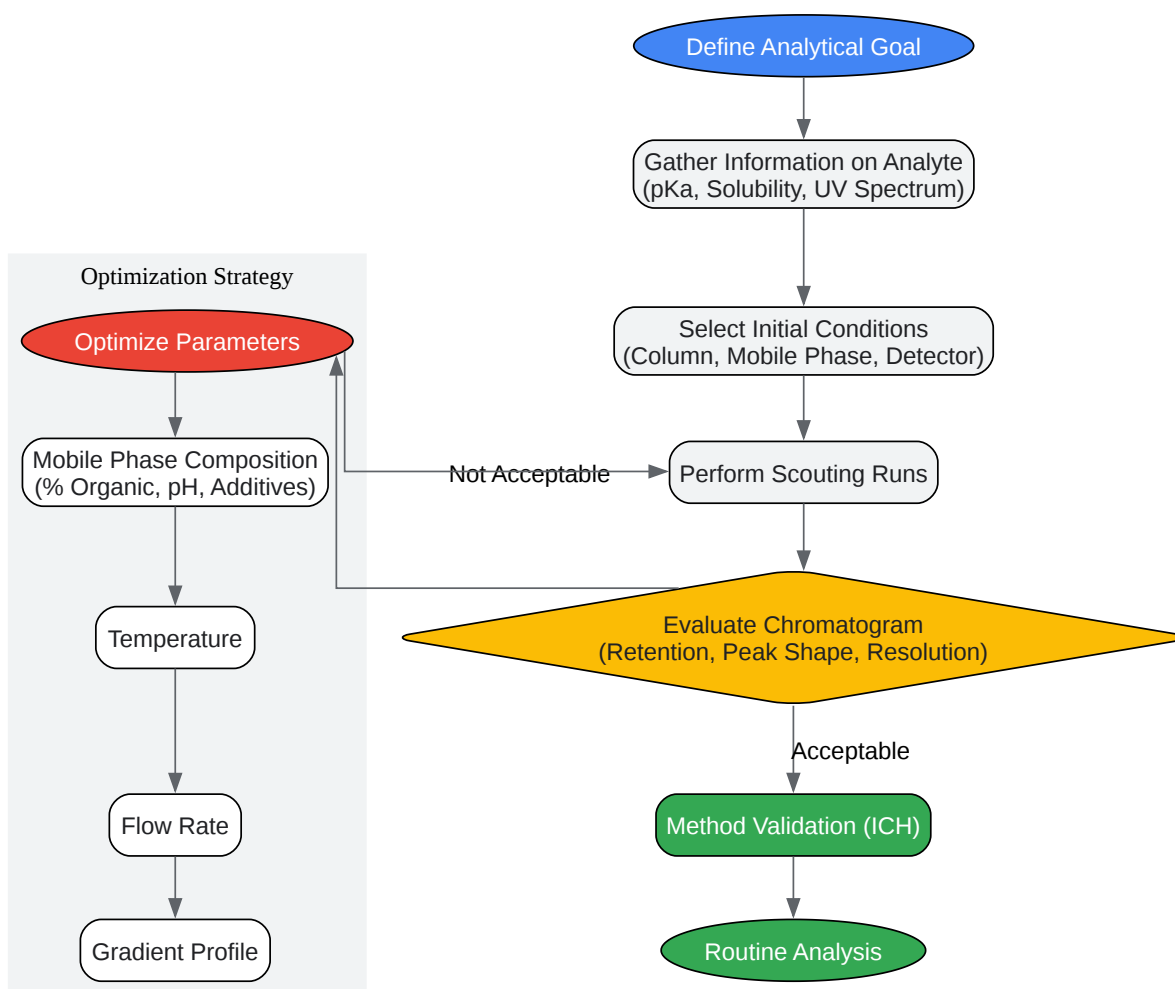 Define Analytical Goal
Gather Information on Analyte
(pKa, Solubility, UV Spectrum)
Optimization Strategy
Optimize Parameters
Select Initial Conditions
(Column, Mobile Phase, Detector)
Mobile Phase Composition
(% Organic, pH, Additives)
Not Acceptable
Perform Scouting Runs
Temperature
Evaluate Chromatogram
(Retention, Peak Shape, Resolution)
Acceptable
Flow Rate
Method Validation (ICH)
Gradient Profile
Routine Analysis